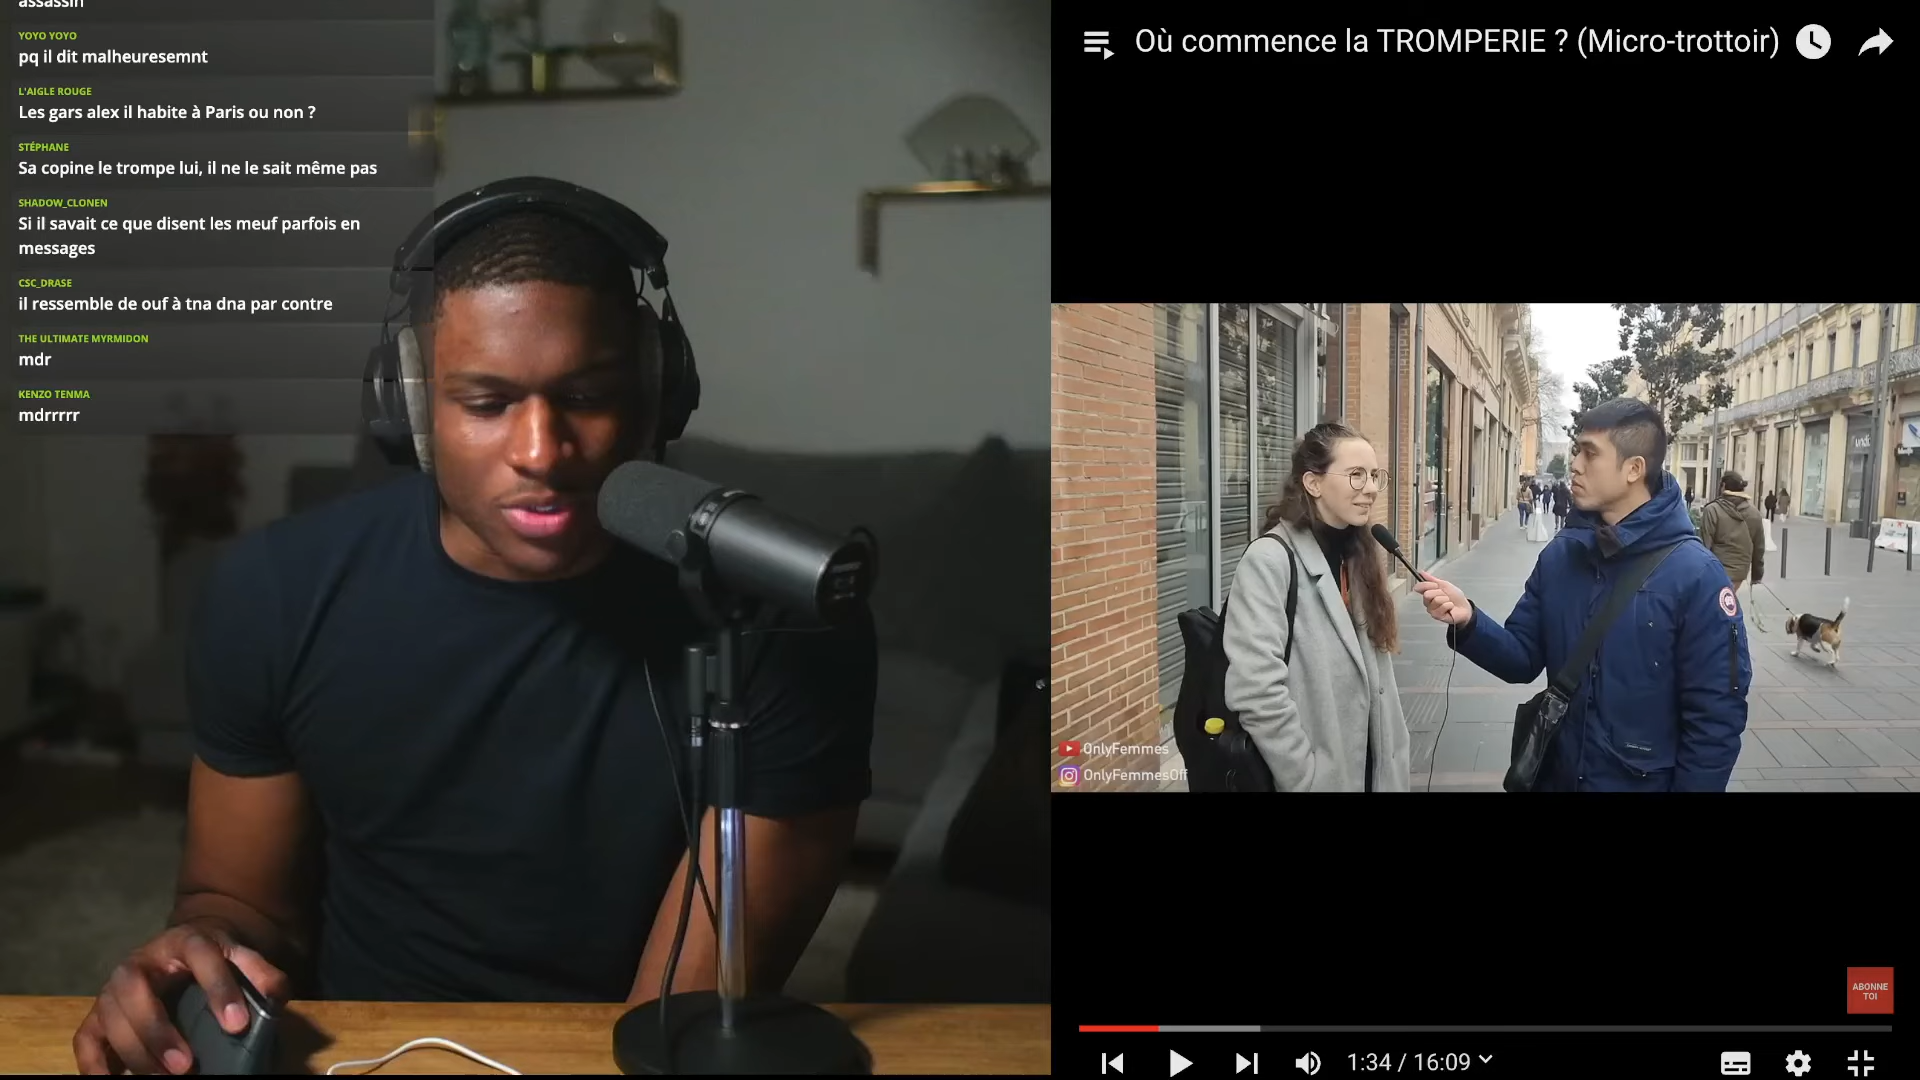 assassin
YOYO YOYO
pq il dit malheuresemnt
L'AIGLE ROUGE
Les gars alex il habite à Paris ou non ?
STÉPHANE
Sa copine le trompe lui, il ne le sait même pas
SHADOW_CLONEN
Si il savait ce que disent les meuf parfois en
messages
CSC_DRASE
il ressemble de ouf à tna dna par contre
THE ULTIMATE MYRMIDON
mdr
KENZO TENMA
mdrrrrr
Où commence la TROMPERIE ? (Micro-trottoir)
OnlyFemmes
OnlyFemmesOff
ABONNE
TOI
1:34 / 16:09